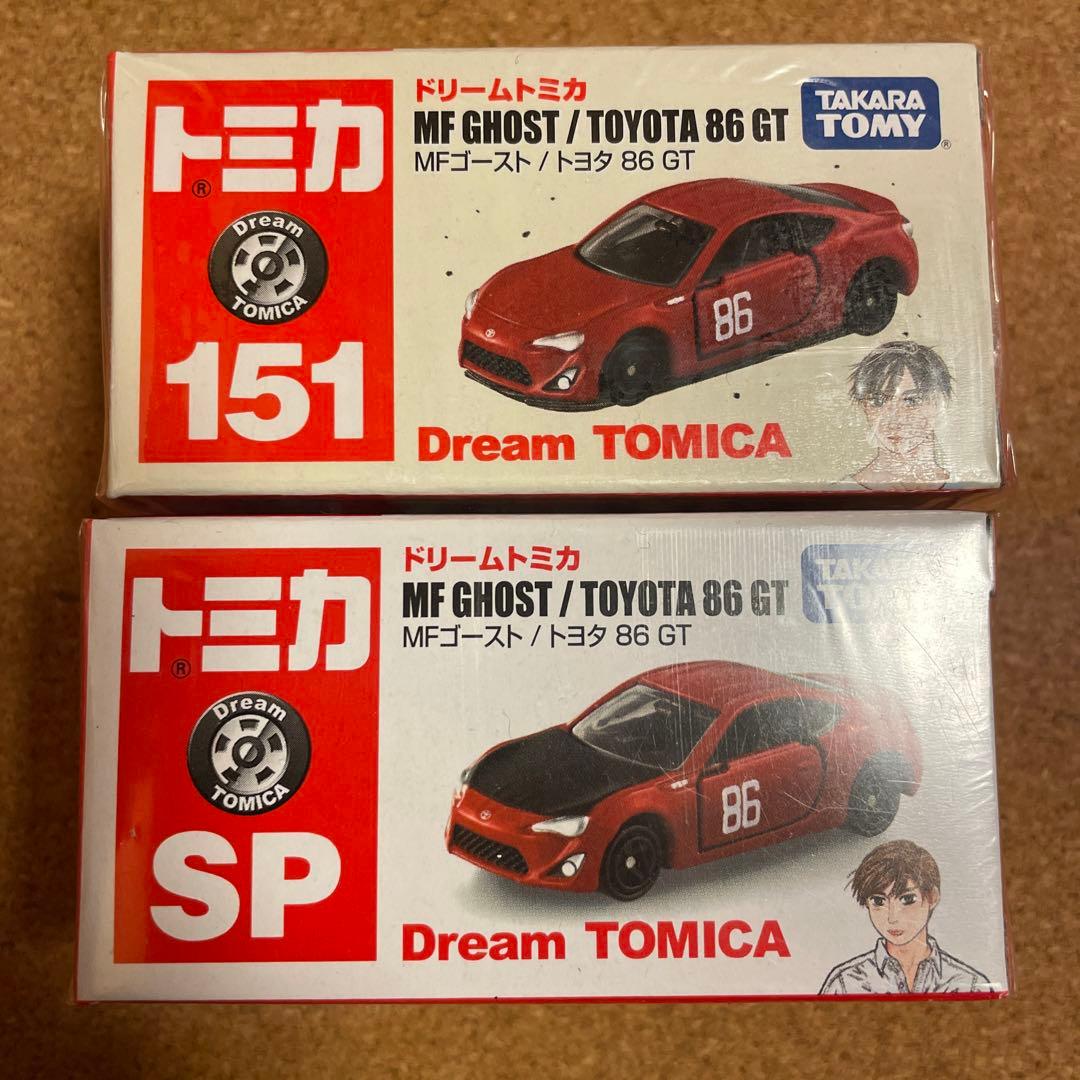 トミカ
®
Dream
TOMICA
151
ドリームトミカ
MF GHOST / TOYOTA 86 GT
MFゴースト / トヨタ 86 GT
TAKARA
TOMY
®
86
Dream TOMICA
トミカ
®
Dream
TOMICA
SP
ドリームトミカ
MF GHOST / TOYOTA 86 GT
MFゴースト / トヨタ 86 GT
TAKARA
TOMY
86
Dream TOMICA